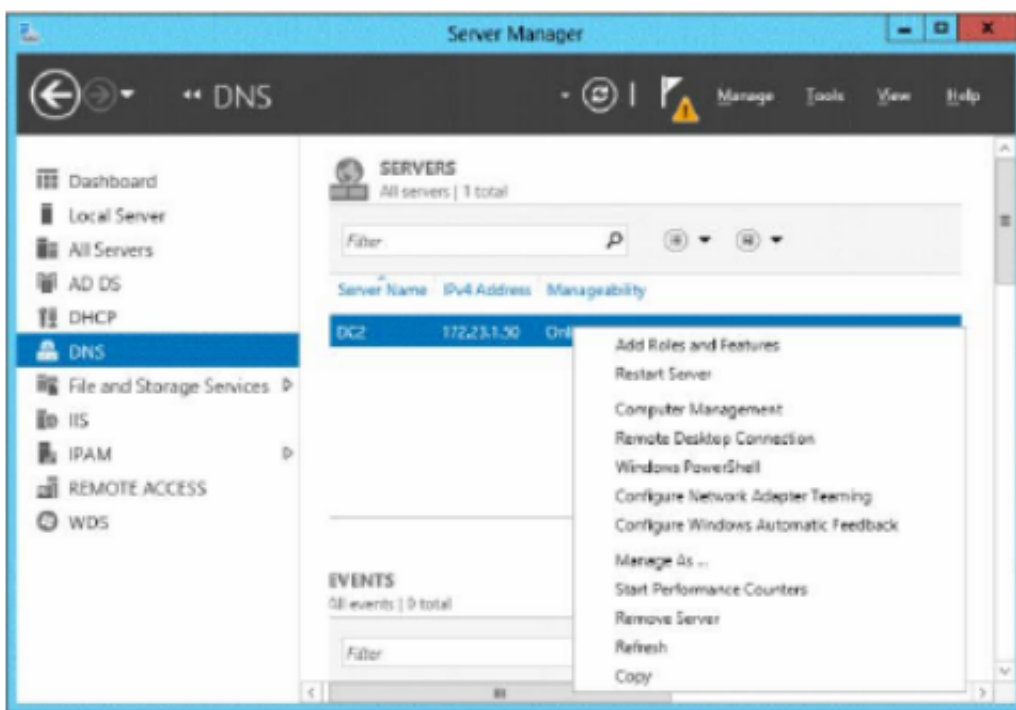 Server Manager
DNS
Manage Tools View Help
Dashboard
Local Server
All Servers
AD DS
DHCP
DNS
File and Storage Services
IIS
IPAM
REMOTE ACCESS
WDS
SERVERS
All servers | 1 total
Filter
Server Name IPv4 Address Manageability
DC2 172.23.1.50 Onl
Add Roles and Features
Restart Server
Computer Management
Remote Desktop Connection
Windows PowerShell
Configure Network Adapter Teaming
Configure Windows Automatic Feedback
Manage As ...
Start Performance Counters
Remove Server
Refresh
Copy
EVENTS
All events | 0 total
Filter